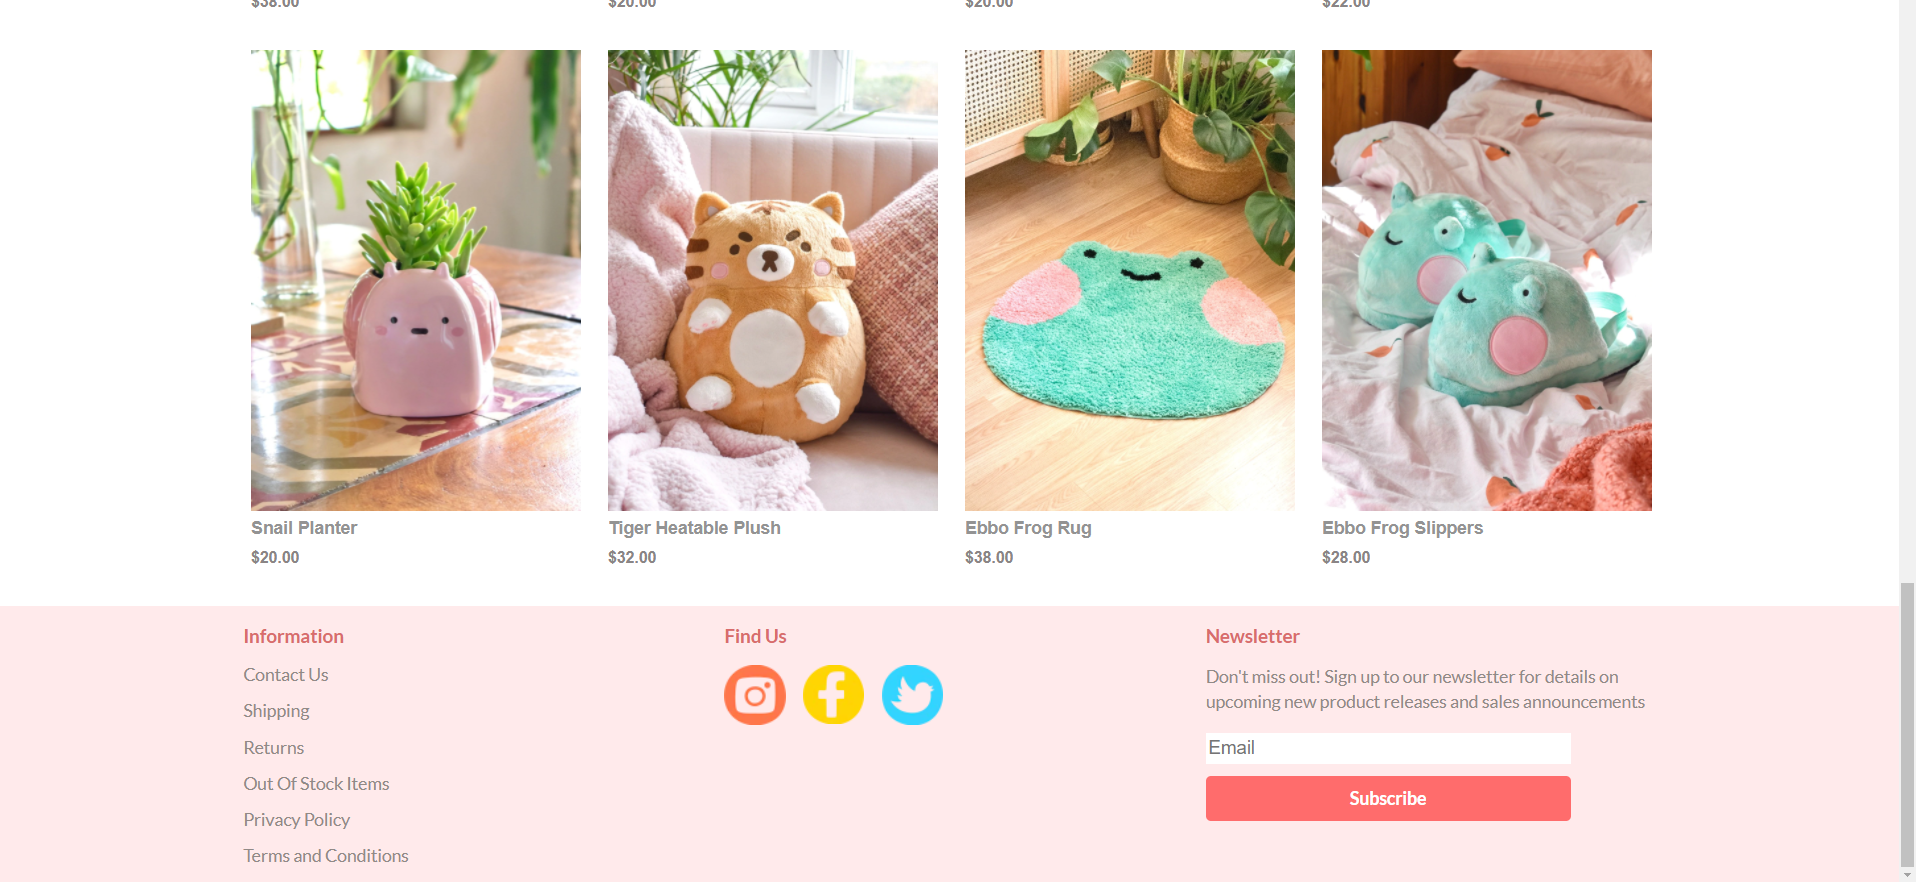 $38.00
$20.00
$20.00
$22.00
Snail Planter
$20.00
Tiger Heatable Plush
$32.00
Ebbo Frog Rug
$38.00
Ebbo Frog Slippers
$28.00
Information
Contact Us
Shipping
Returns
Out Of Stock Items
Privacy Policy
Terms and Conditions
Find Us
Newsletter
Don't miss out! Sign up to our newsletter for details on
upcoming new product releases and sales announcements
Email
Subscribe